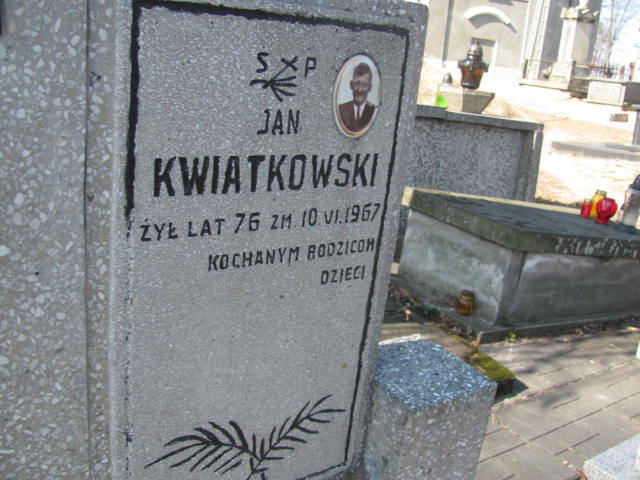 S P
JAN
KWIATKOWSKI
ŻYŁ LAT 76 ZM. 10.VI.1967
KOCHANYM RODZICOM
DZIECI